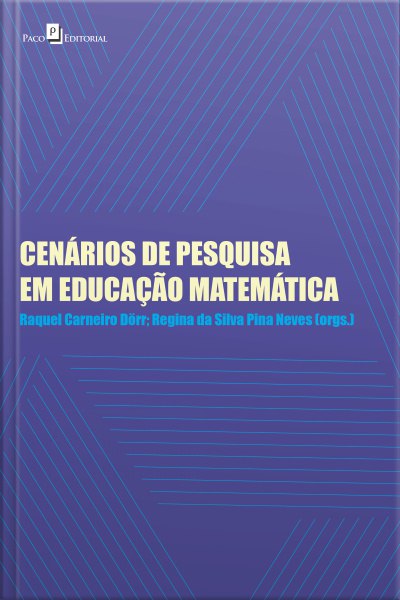 PACO EDITORIAL
CENÁRIOS DE PESQUISA
EM EDUCAÇÃO MATEMÁTICA
Raquel Carneiro Dörr; Regina da Silva Pina Neves (orgs.)